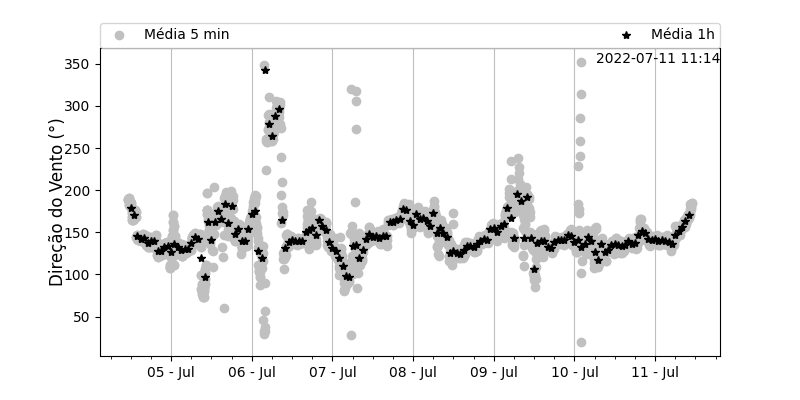 Média 5 min Média 1h
2022-07-11 11:14
Direção do Vento (°)
350
300
250
200
150
100
50
05 - Jul 06 - Jul 07 - Jul 08 - Jul 09 - Jul 10 - Jul 11 - Jul